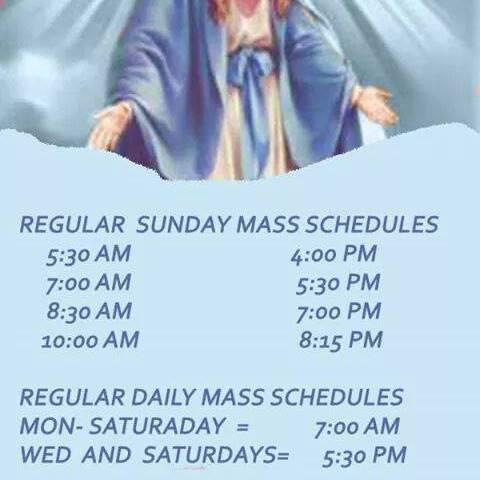 REGULAR SUNDAY MASS SCHEDULES
5:30 AM 4:00 PM
7:00 AM 5:30 PM
8:30 AM 7:00 PM
10:00 AM 8:15 PM
REGULAR DAILY MASS SCHEDULES
MON- SATURADAY = 7:00 AM
WED AND SATURDAYS= 5:30 PM